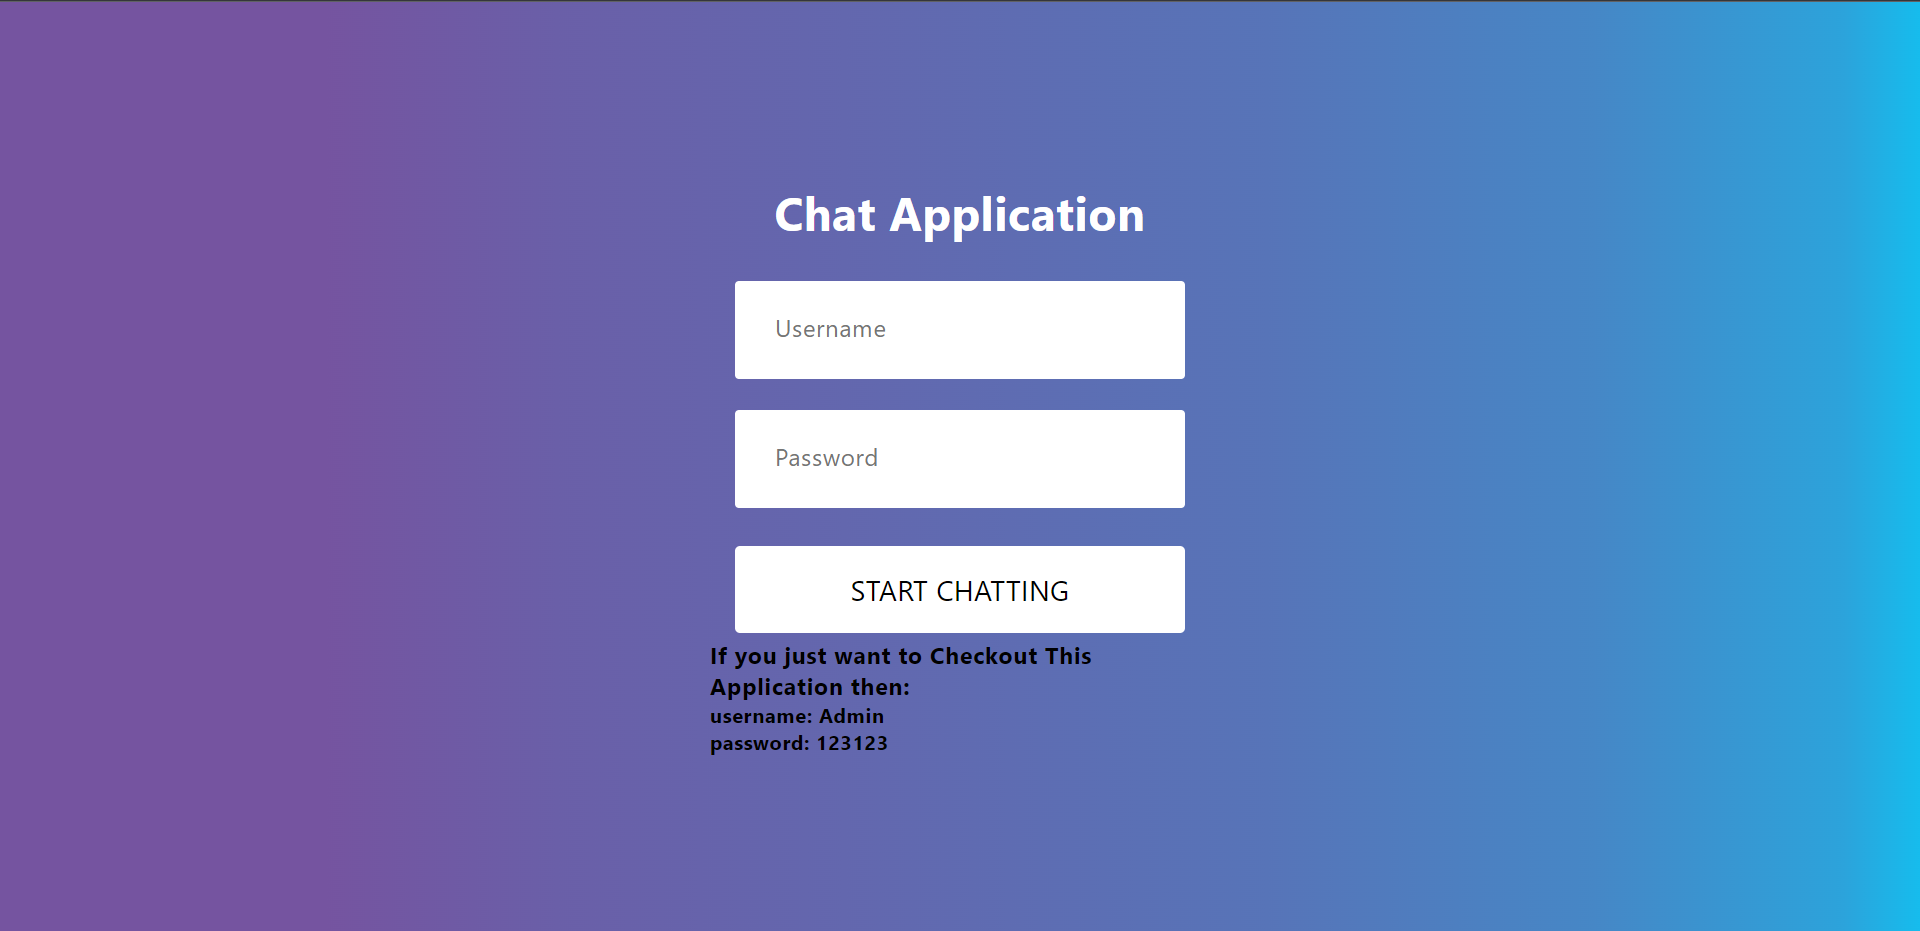 Chat Application
Username
Password
START CHATTING
If you just want to Checkout This
Application then:
username: Admin
password: 123123